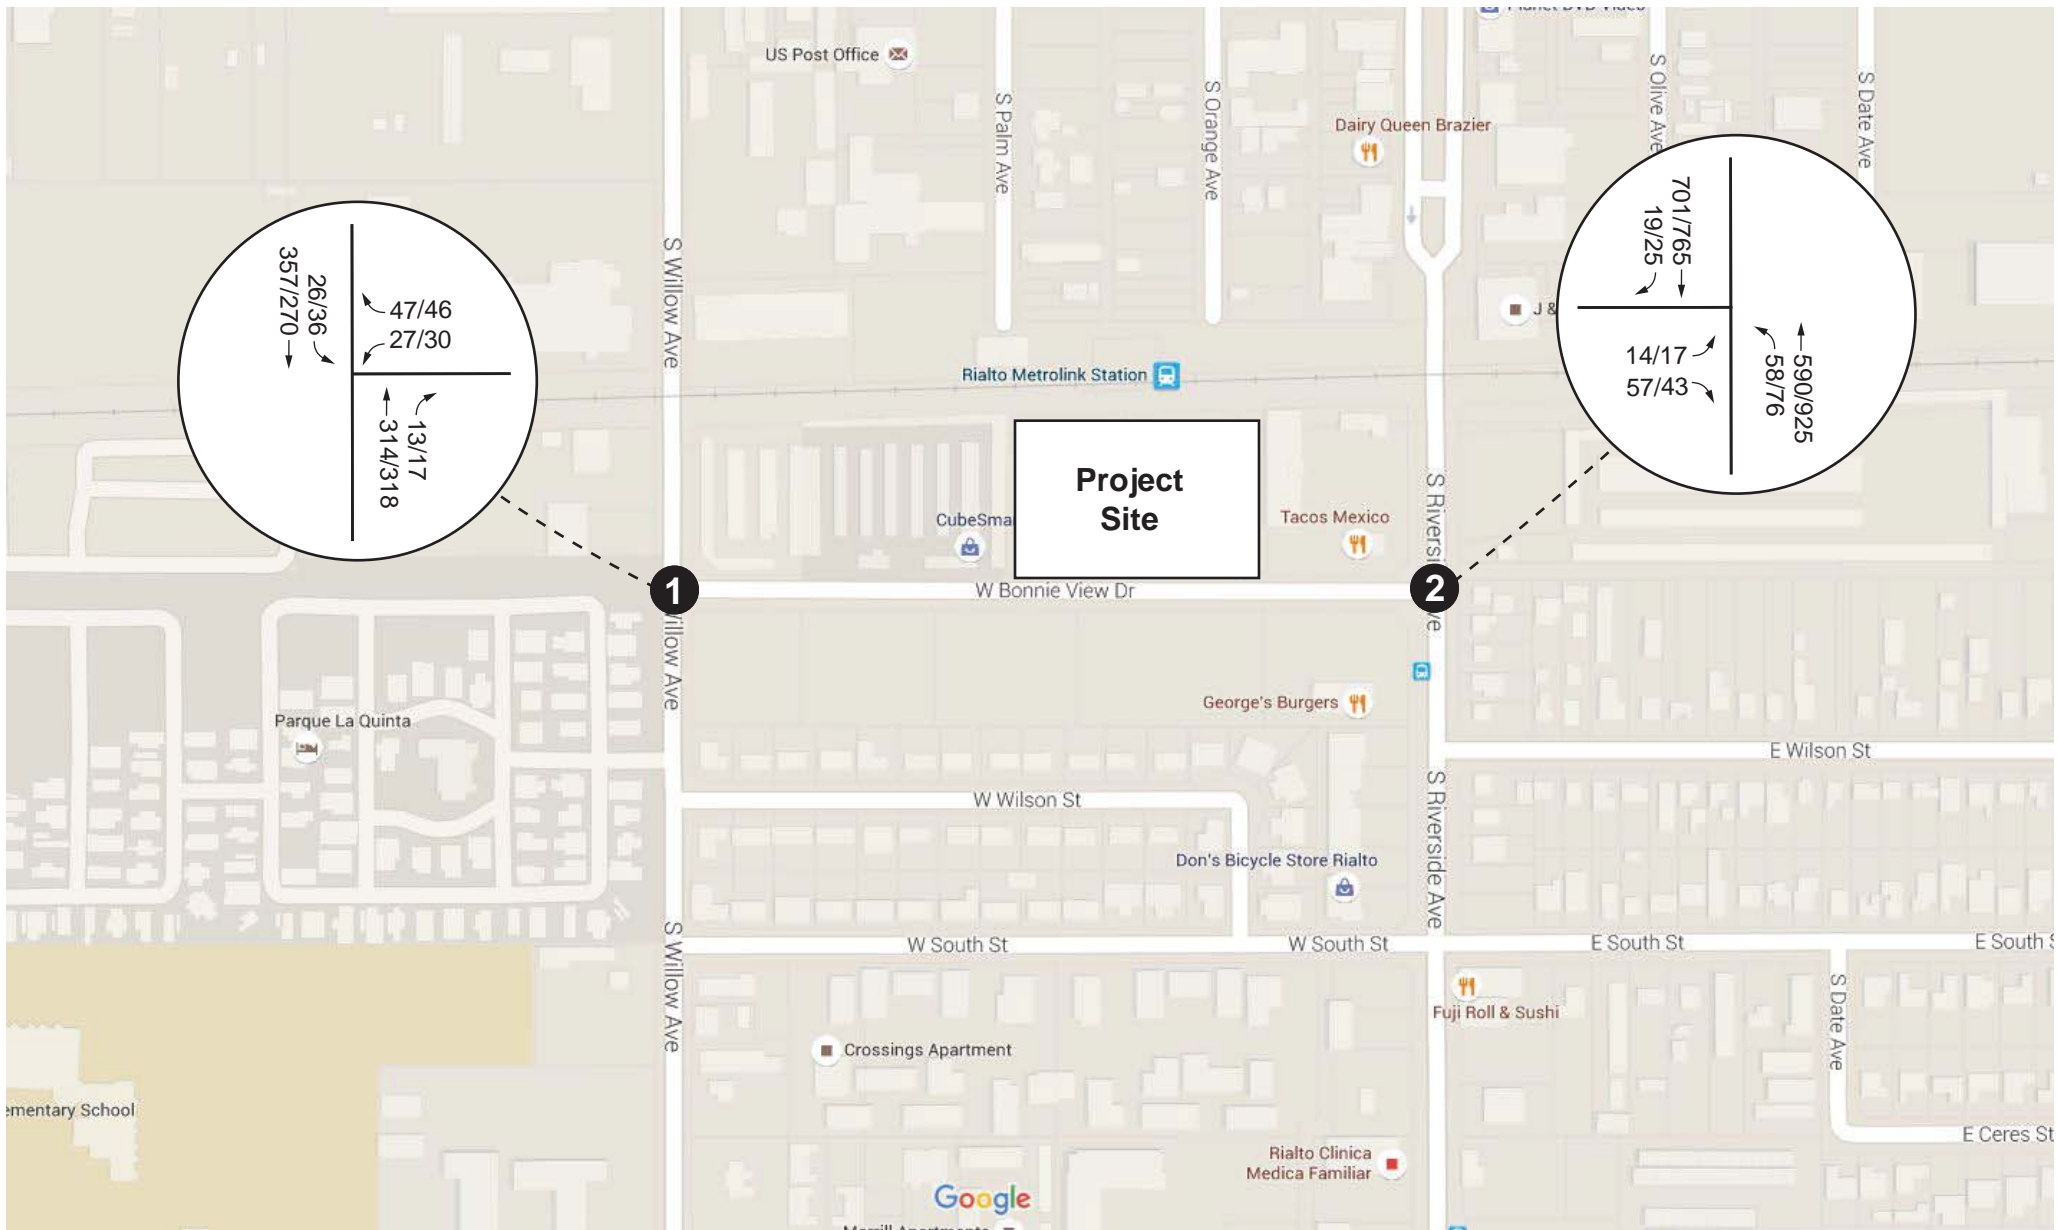 Planet DVD Video
US Post Office
S Palm Ave
S Orange Ave
Dairy Queen Brazier
S Olive Ave
S Date Ave
S Willow Ave
357/270
26/36
47/46
27/30
13/17
314/318
701/765
19/25
14/17
57/43
590/925
58/76
J &
Rialto Metrolink Station
Project
Site
CubeSma
Tacos Mexico
S Riversi
ve
1
2
W Bonnie View Dr
illow Ave
George's Burgers
Parque La Quinta
E Wilson St
W Wilson St
S Riverside Ave
Don's Bicycle Store Rialto
S Willow Ave
W South St
W South St
E South St
E South S
Fuji Roll & Sushi
S Date Ave
Crossings Apartment
ementary School
E Ceres St
Rialto Clinica
Medica Familiar
Google